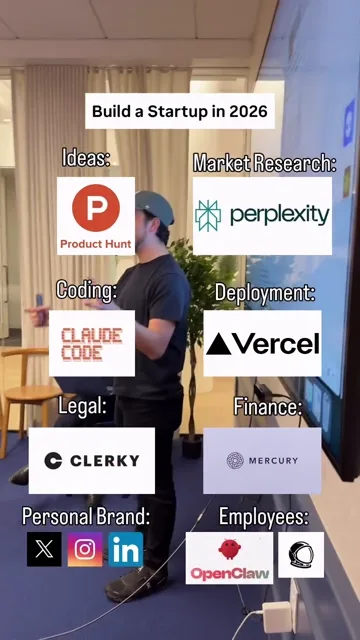 Build a Startup in 2026
Ideas:
Market Research:
P
Product Hunt
perplexity
Coding:
Deployment:
CLAUDE
CODE
Vercel
Legal:
Finance:
CLERKY
MERCURY
Personal Brand:
Employees:
X
in
OpenClaw